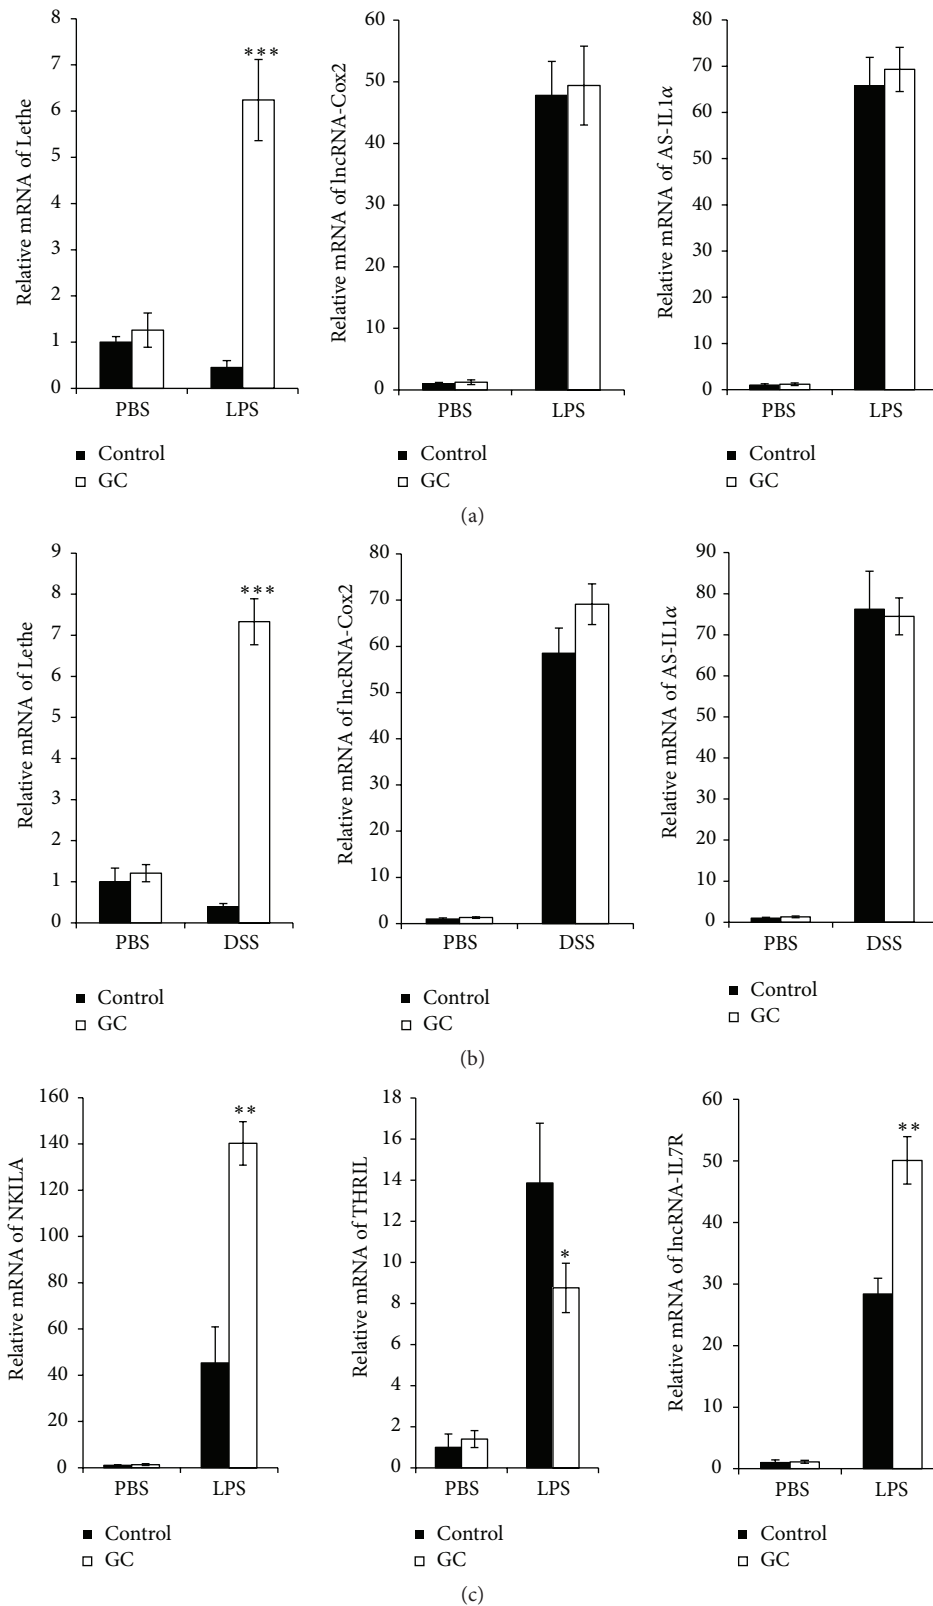 Relative mRNA of Lethe
8
7
6
5
4
3
2
1
0
***
PBS LPS
■ Control
□ GC
Relative mRNA of lncRNA-Cox2
60
50
40
30
20
10
0
PBS LPS
■ Control
□ GC
Relative mRNA of AS-IL1α
80
70
60
50
40
30
20
10
0
PBS LPS
■ Control
□ GC
(a)
Relative mRNA of Lethe
9
8
7
6
5
4
3
2
1
0
***
PBS DSS
■ Control
□ GC
Relative mRNA of lncRNA-Cox2
80
70
60
50
40
30
20
10
0
PBS DSS
■ Control
□ GC
Relative mRNA of AS-IL1α
90
80
70
60
50
40
30
20
10
0
PBS DSS
■ Control
□ GC
(b)
Relative mRNA of NKILA
160
140
120
100
80
60
40
20
0
**
PBS LPS
■ Control
□ GC
Relative mRNA of THRIL
18
16
14
12
10
8
6
4
2
0
*
PBS LPS
■ Control
□ GC
Relative mRNA of lncRNA-IL7R
60
50
40
30
20
10
0
**
PBS LPS
■ Control
□ GC
(c)